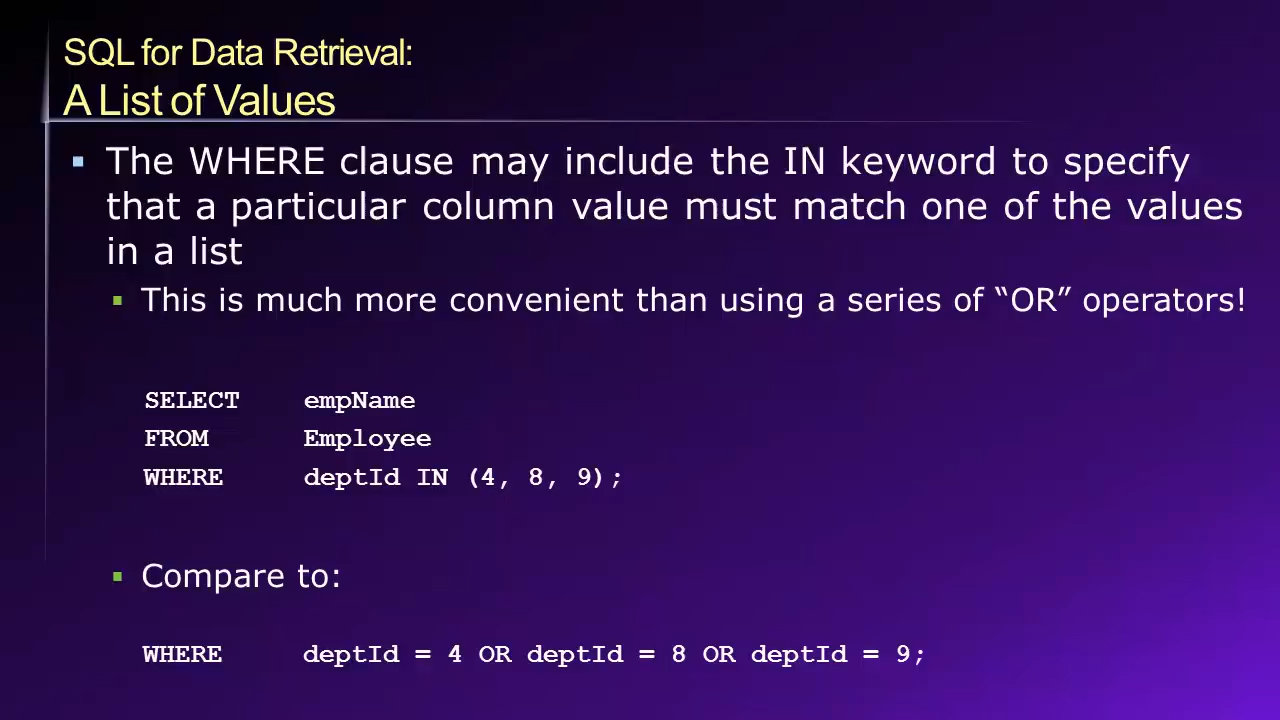 SQL for Data Retrieval:
A List of Values
The WHERE clause may include the IN keyword to specify
that a particular column value must match one of the values
in a list
This is much more convenient than using a series of “OR” operators!
SELECT empName
FROM Employee
WHERE deptId IN (4, 8, 9);
Compare to:
WHERE deptId = 4 OR deptId = 8 OR deptId = 9;